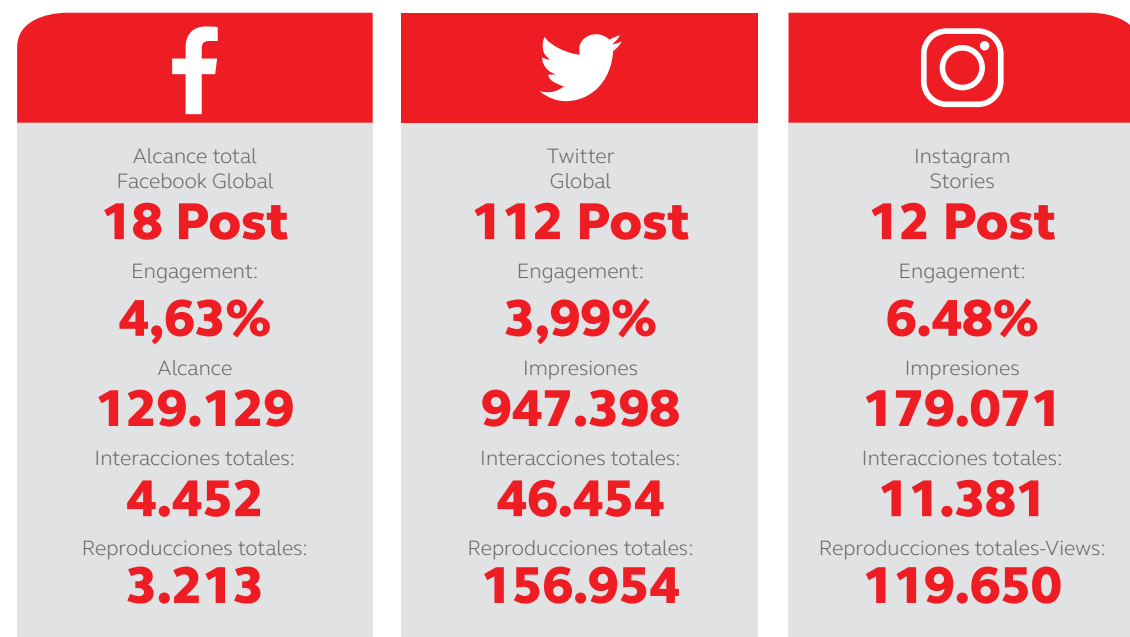 Alcance total
Facebook Global
18 Post
Engagement:
4,63%
Alcance
129.129
Interacciones totales:
4.452
Reproducciones totales:
3.213
Twitter
Global
112 Post
Engagement:
3,99%
Impresiones
947.398
Interacciones totales:
46.454
Reproducciones totales:
156.954
Instagram
Stories
12 Post
Engagement:
6.48%
Impresiones
179.071
Interacciones totales:
11.381
Reproducciones totales-Views:
119.650